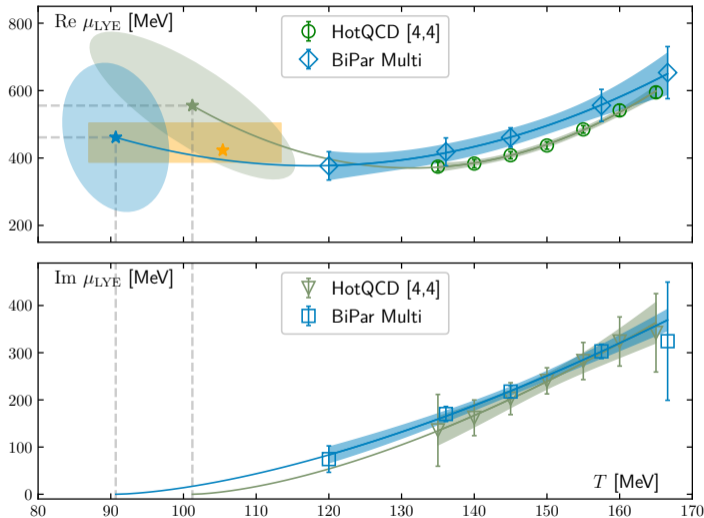 Re μLYE [MeV]
HotQCD [4,4]
BiPar Multi
800
600
400
200
Im μLYE [MeV]
HotQCD [4,4]
BiPar Multi
400
300
200
100
0
T [MeV]
80 90 100 110 120 130 140 150 160 170